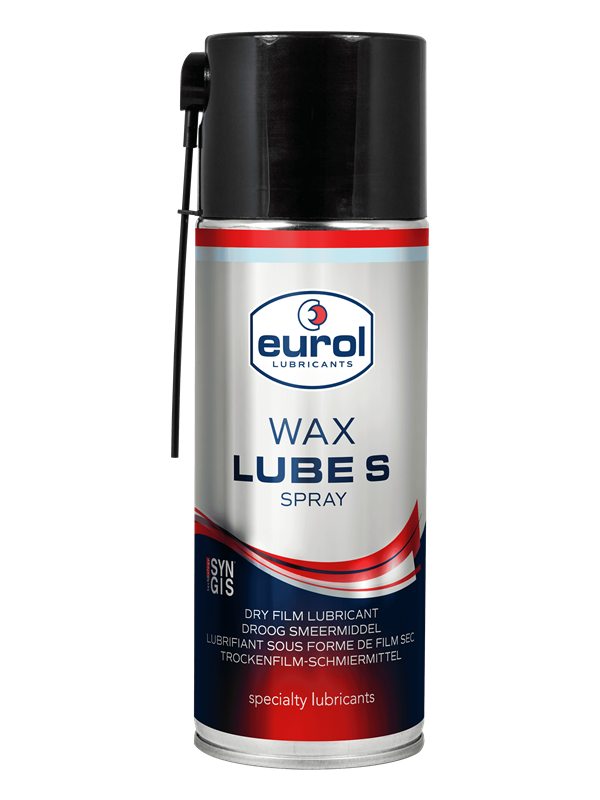 eurol
LUBRICANTS
WAX
LUBE S
SPRAY
SYN
GIS
DRY FILM LUBRICANT
DROOG SMEERMIDDEL
LUBRIFIANT SOUS FORME DE FILM SEC
TROCKENFILM-SCHMIERMITTEL
specialty lubricants